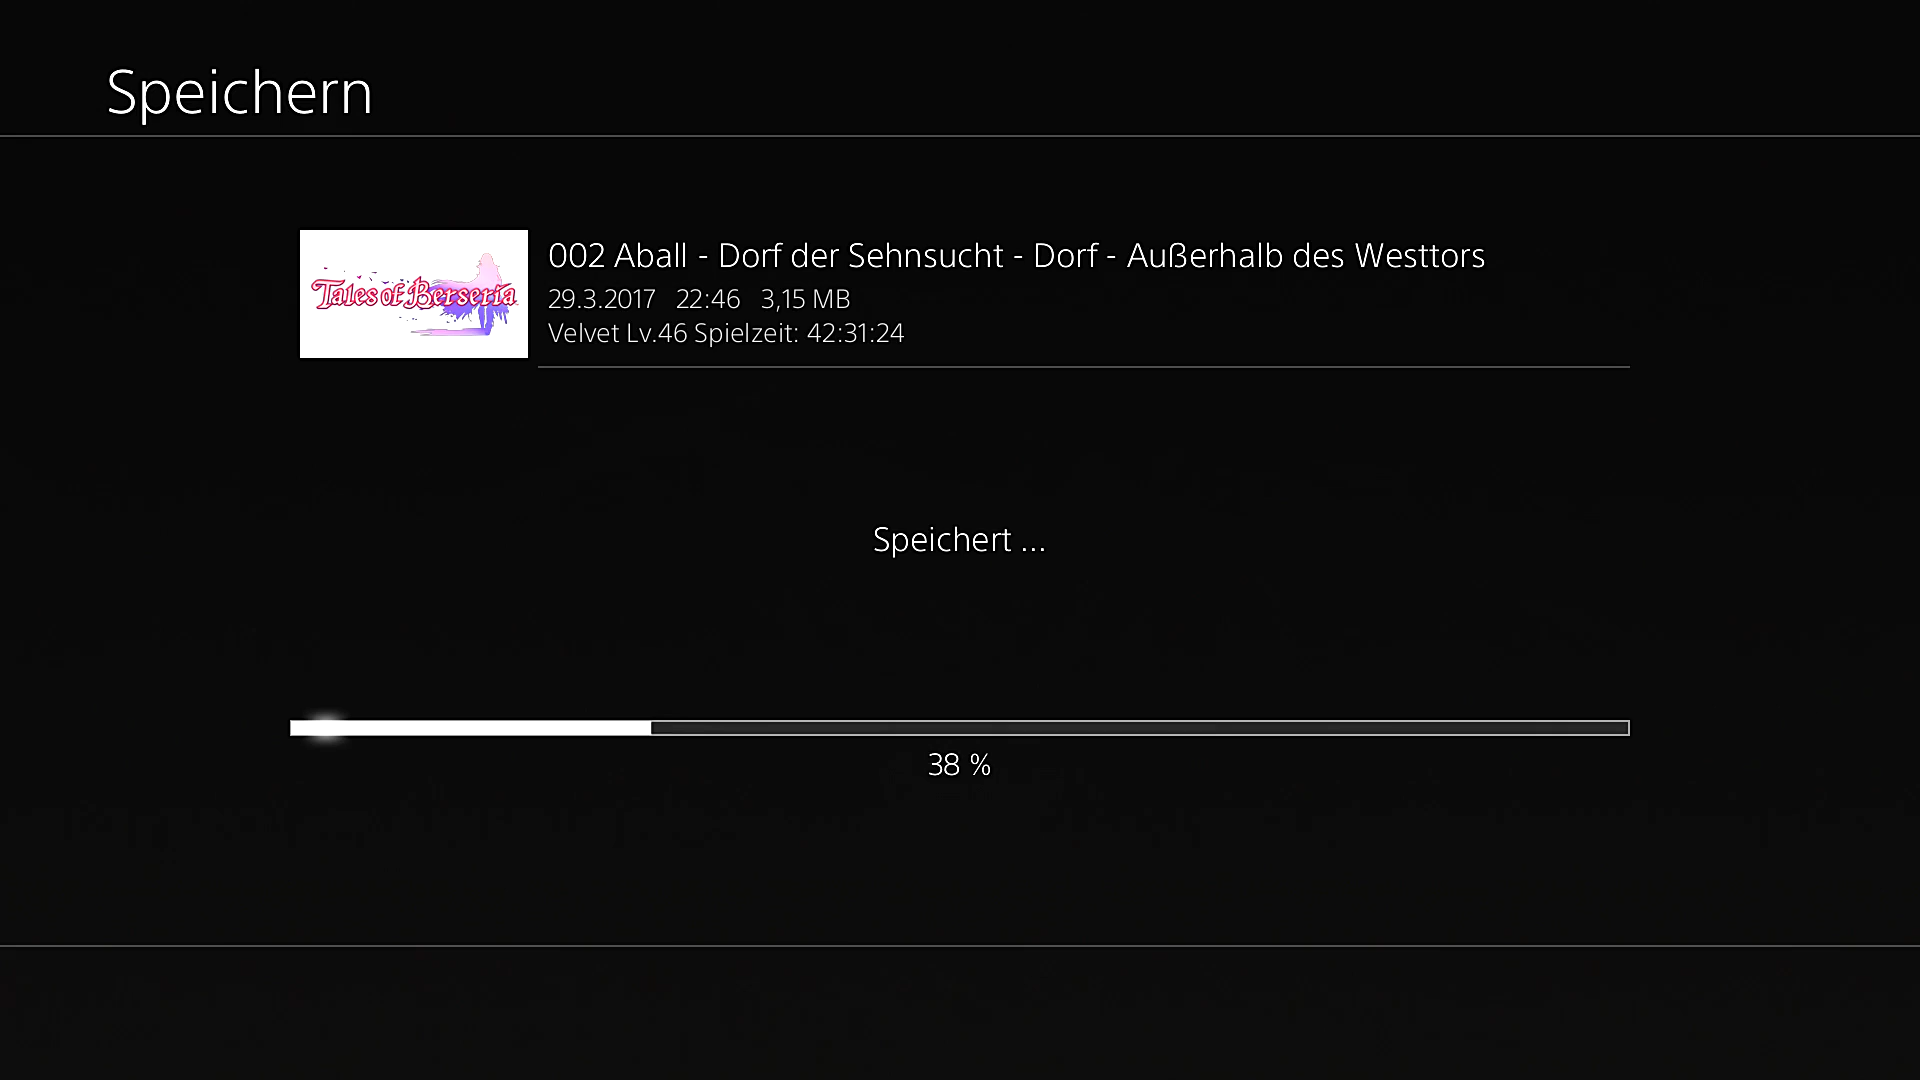 Speichern
Tales of Berseria
002 Aball - Dorf der Sehnsucht - Dorf - Außerhalb des Westtors
29.3.2017 22:46 3,15 MB
Velvet Lv.46 Spielzeit: 42:31:24
Speichert ...
38 %